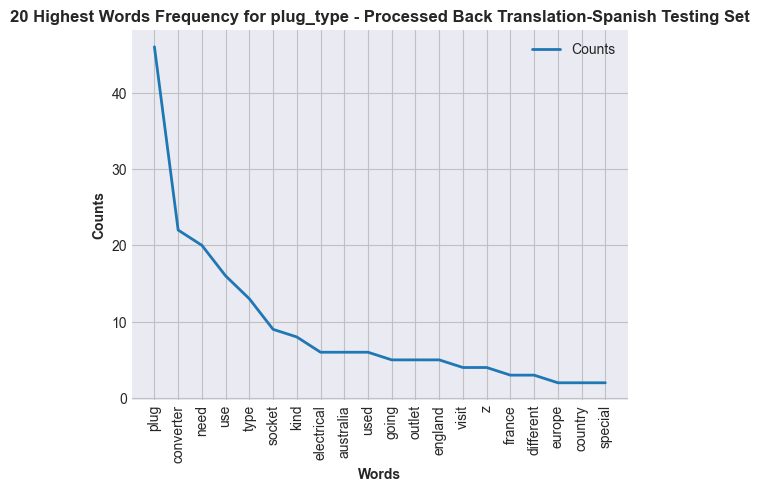 20 Highest Words Frequency for plug_type - Processed Back Translation-Spanish Testing Set
Counts
40
30
20
10
0
Counts
plug
converter
need
use
type
socket
kind
electrical
australia
used
going
outlet
england
visit
z
france
different
europe
country
special
Words